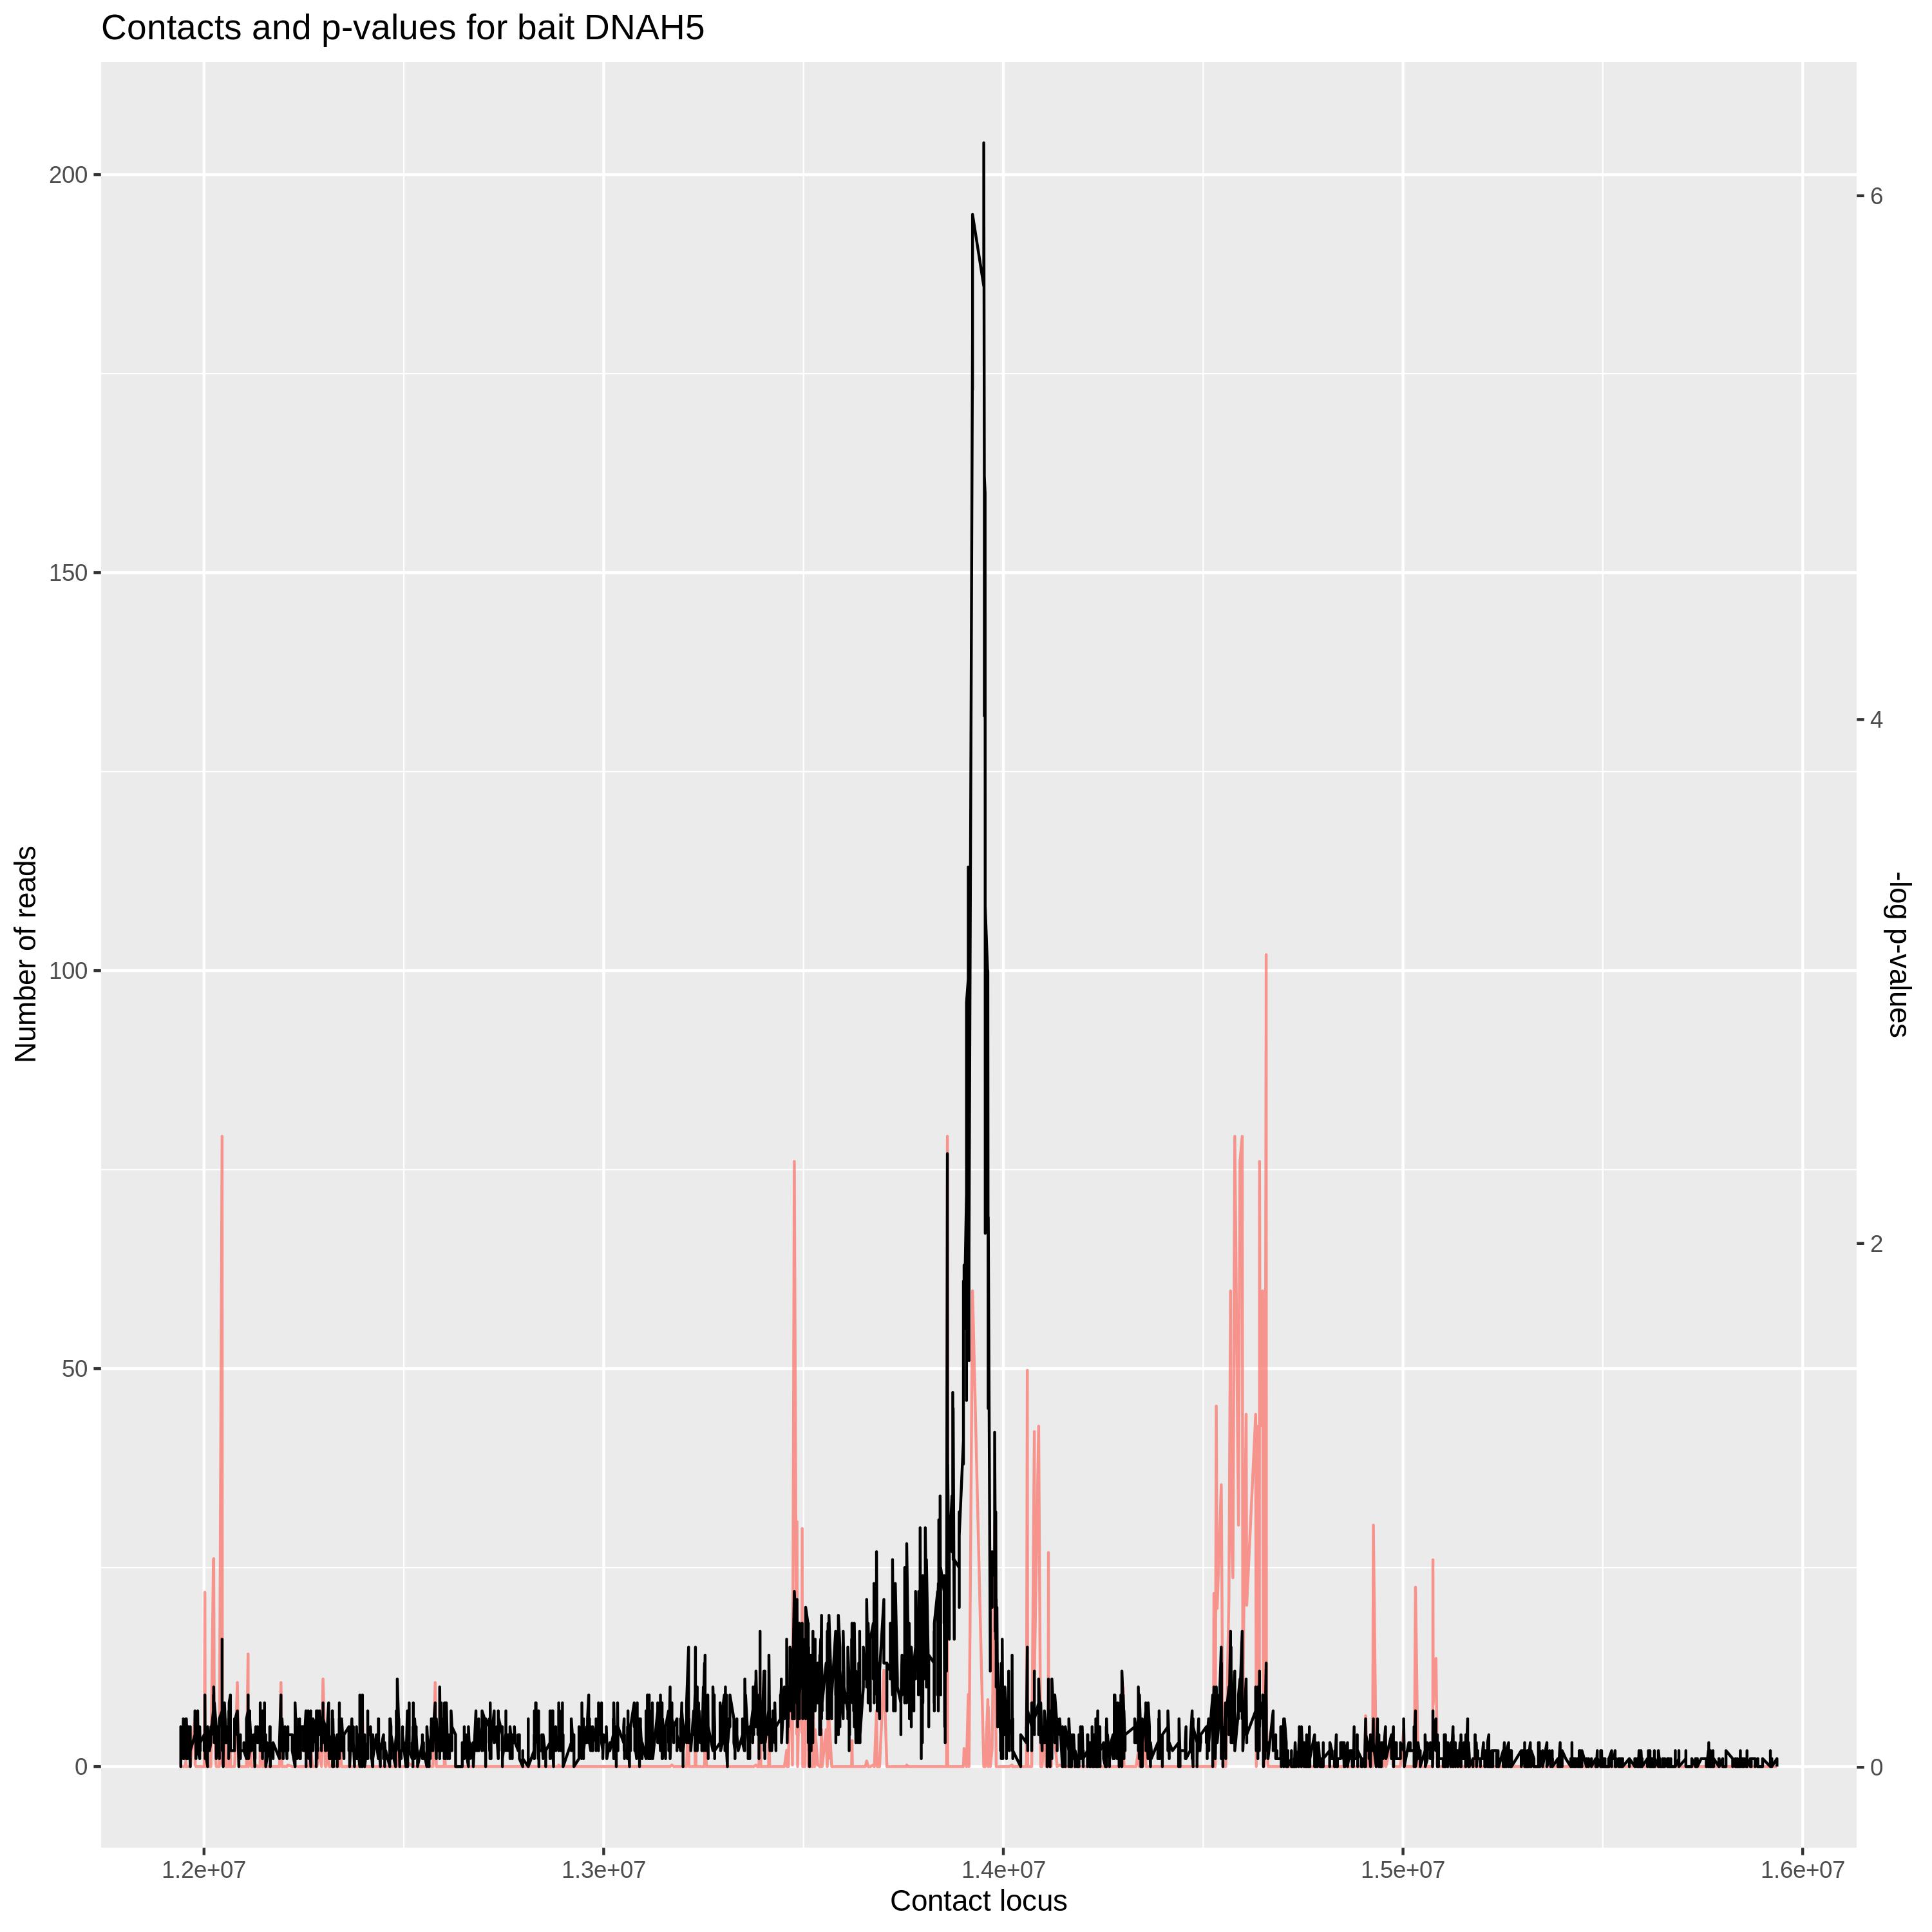 Contacts and p-values for bait DNAH5
200
150
100
50
0
Number of reads
6
4
2
0
-log p-values
1.2e+07
1.3e+07
1.4e+07
1.5e+07
1.6e+07
Contact locus